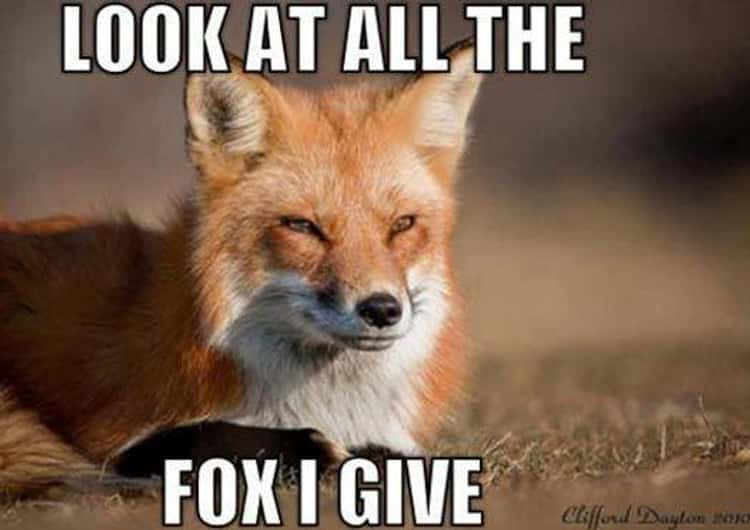 LOOK AT ALL THE
FOX I GIVE
Clifford Dayton 2010